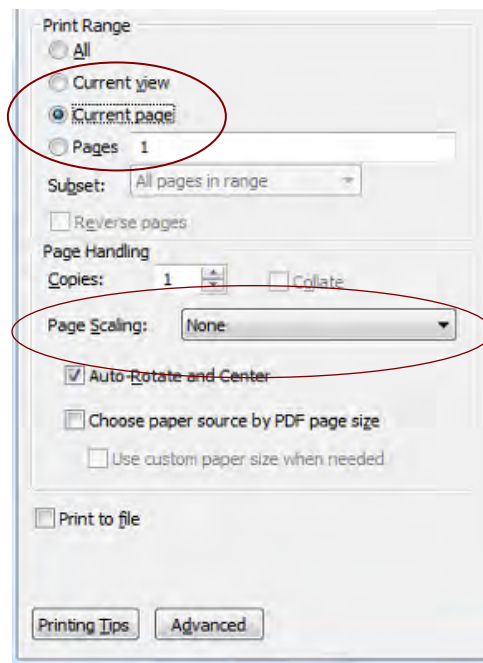 Print Range
All
Current view
Current page
Pages 1
Subset: All pages in range
Reverse pages
Page Handling
Copies: 1 Collate
Page Scaling: None
Auto-Rotate and Center
Choose paper source by PDF page size
Use custom paper size when needed
Print to file
Printing Tips Advanced